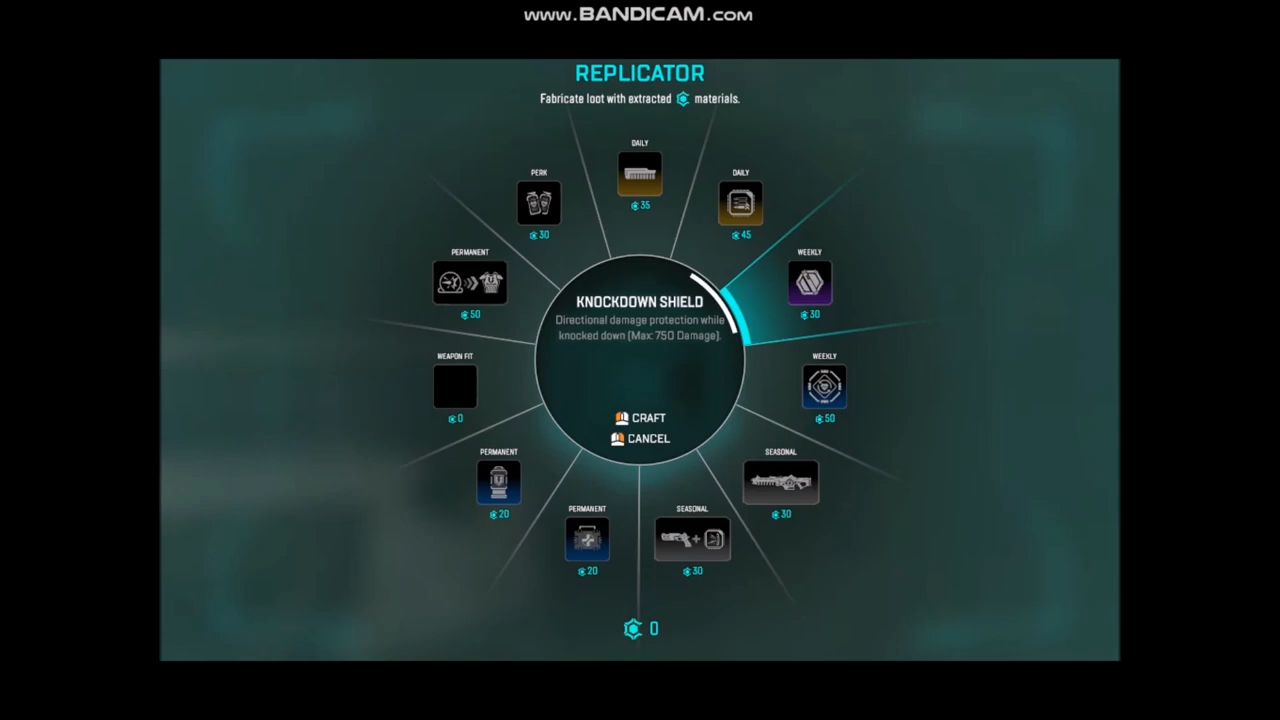 www.BANDICAM.com
REPLICATOR
Fabricate loot with extracted materials.
DAILY
35
PERK
30
DAILY
45
PERMANENT
50
WEEKLY
30
KNOCKDOWN SHIELD
Directional damage protection while
knocked down (Max: 750 Damage).
WEAPON FIT
0
WEEKLY
50
CRAFT
CANCEL
PERMANENT
20
SEASONAL
30
PERMANENT
20
SEASONAL
30
0